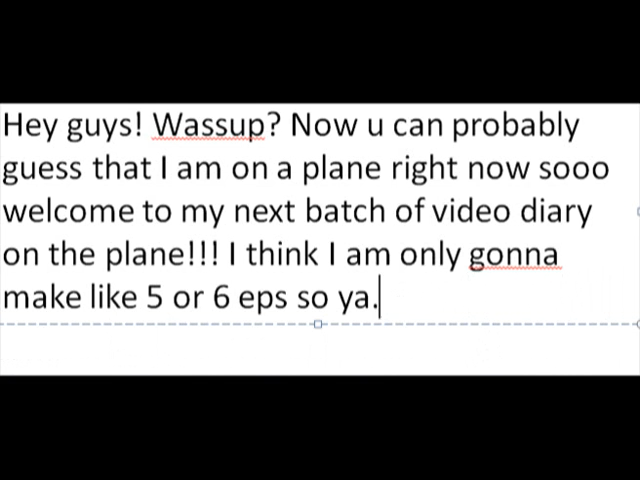 Hey guys! Wassup? Now u can probably
guess that I am on a plane right now sooo
welcome to my next batch of video diary
on the plane!!! I think I am only gonna
make like 5 or 6 eps so ya.